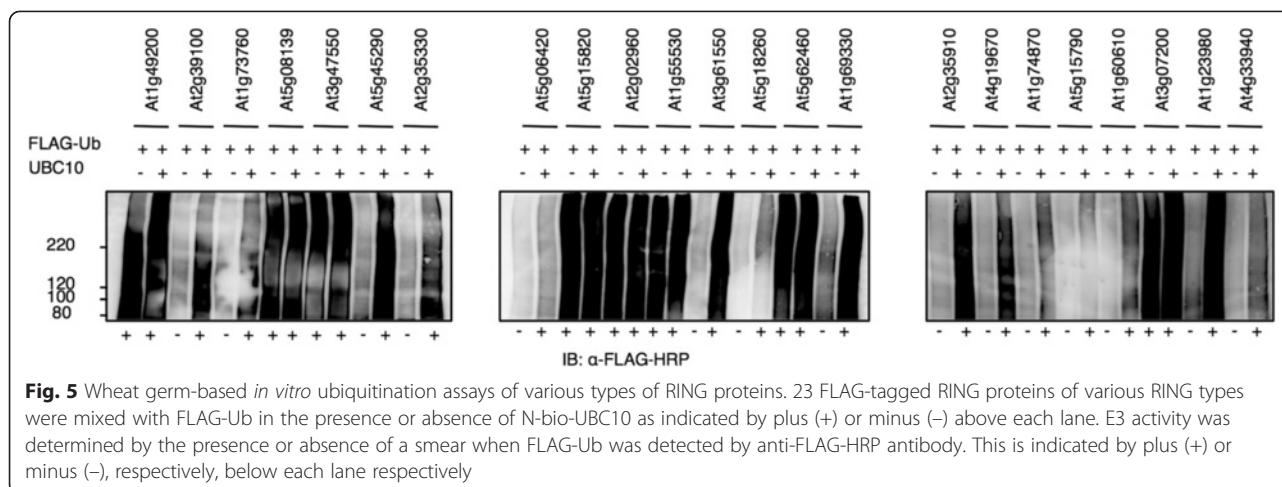 At1g49200 At2g39100 At1g73760 At5g08139 At3g47550 At5g45290 At2g35330 At5g06420 At5g15820 At2g02960 At1g55530 At3g61550 At5g18260 At5g62460 At1g69330 At2g35910 At4g19670 At1g74870 At5g15790 At1g60610 At3g07200 At1g23980 At4g33940
FLAG-Ub + + + + + + + + + + + + + + + + + + + + + + + + + + + + + + + + + + + + + + + + + + + + + +
UBC10 - + - + - + - + - + - + - + - + - + - + - + - + - + - + - + - + - + - + - + - + - + - + - +
220
120
100
80
+ + - + - + + + + + - + - + - + + + + + + + - + - + + + - + - + - + - + - - - + + + - + - +
IB: α-FLAG-HRP
Fig. 5 Wheat germ-based in vitro ubiquitination assays of various types of RING proteins. 23 FLAG-tagged RING proteins of various RING types
were mixed with FLAG-Ub in the presence or absence of N-bio-UBC10 as indicated by plus (+) or minus (–) above each lane. E3 activity was
determined by the presence or absence of a smear when FLAG-Ub was detected by anti-FLAG-HRP antibody. This is indicated by plus (+) or
minus (–), respectively, below each lane respectively